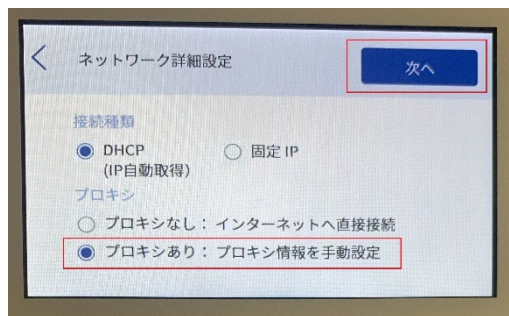 ネットワーク詳細設定
次へ
接続種類
DHCP
(IP自動取得)
固定 IP
プロキシ
プロキシなし： インターネットへ直接接続
プロキシあり： プロキシ情報を手動設定